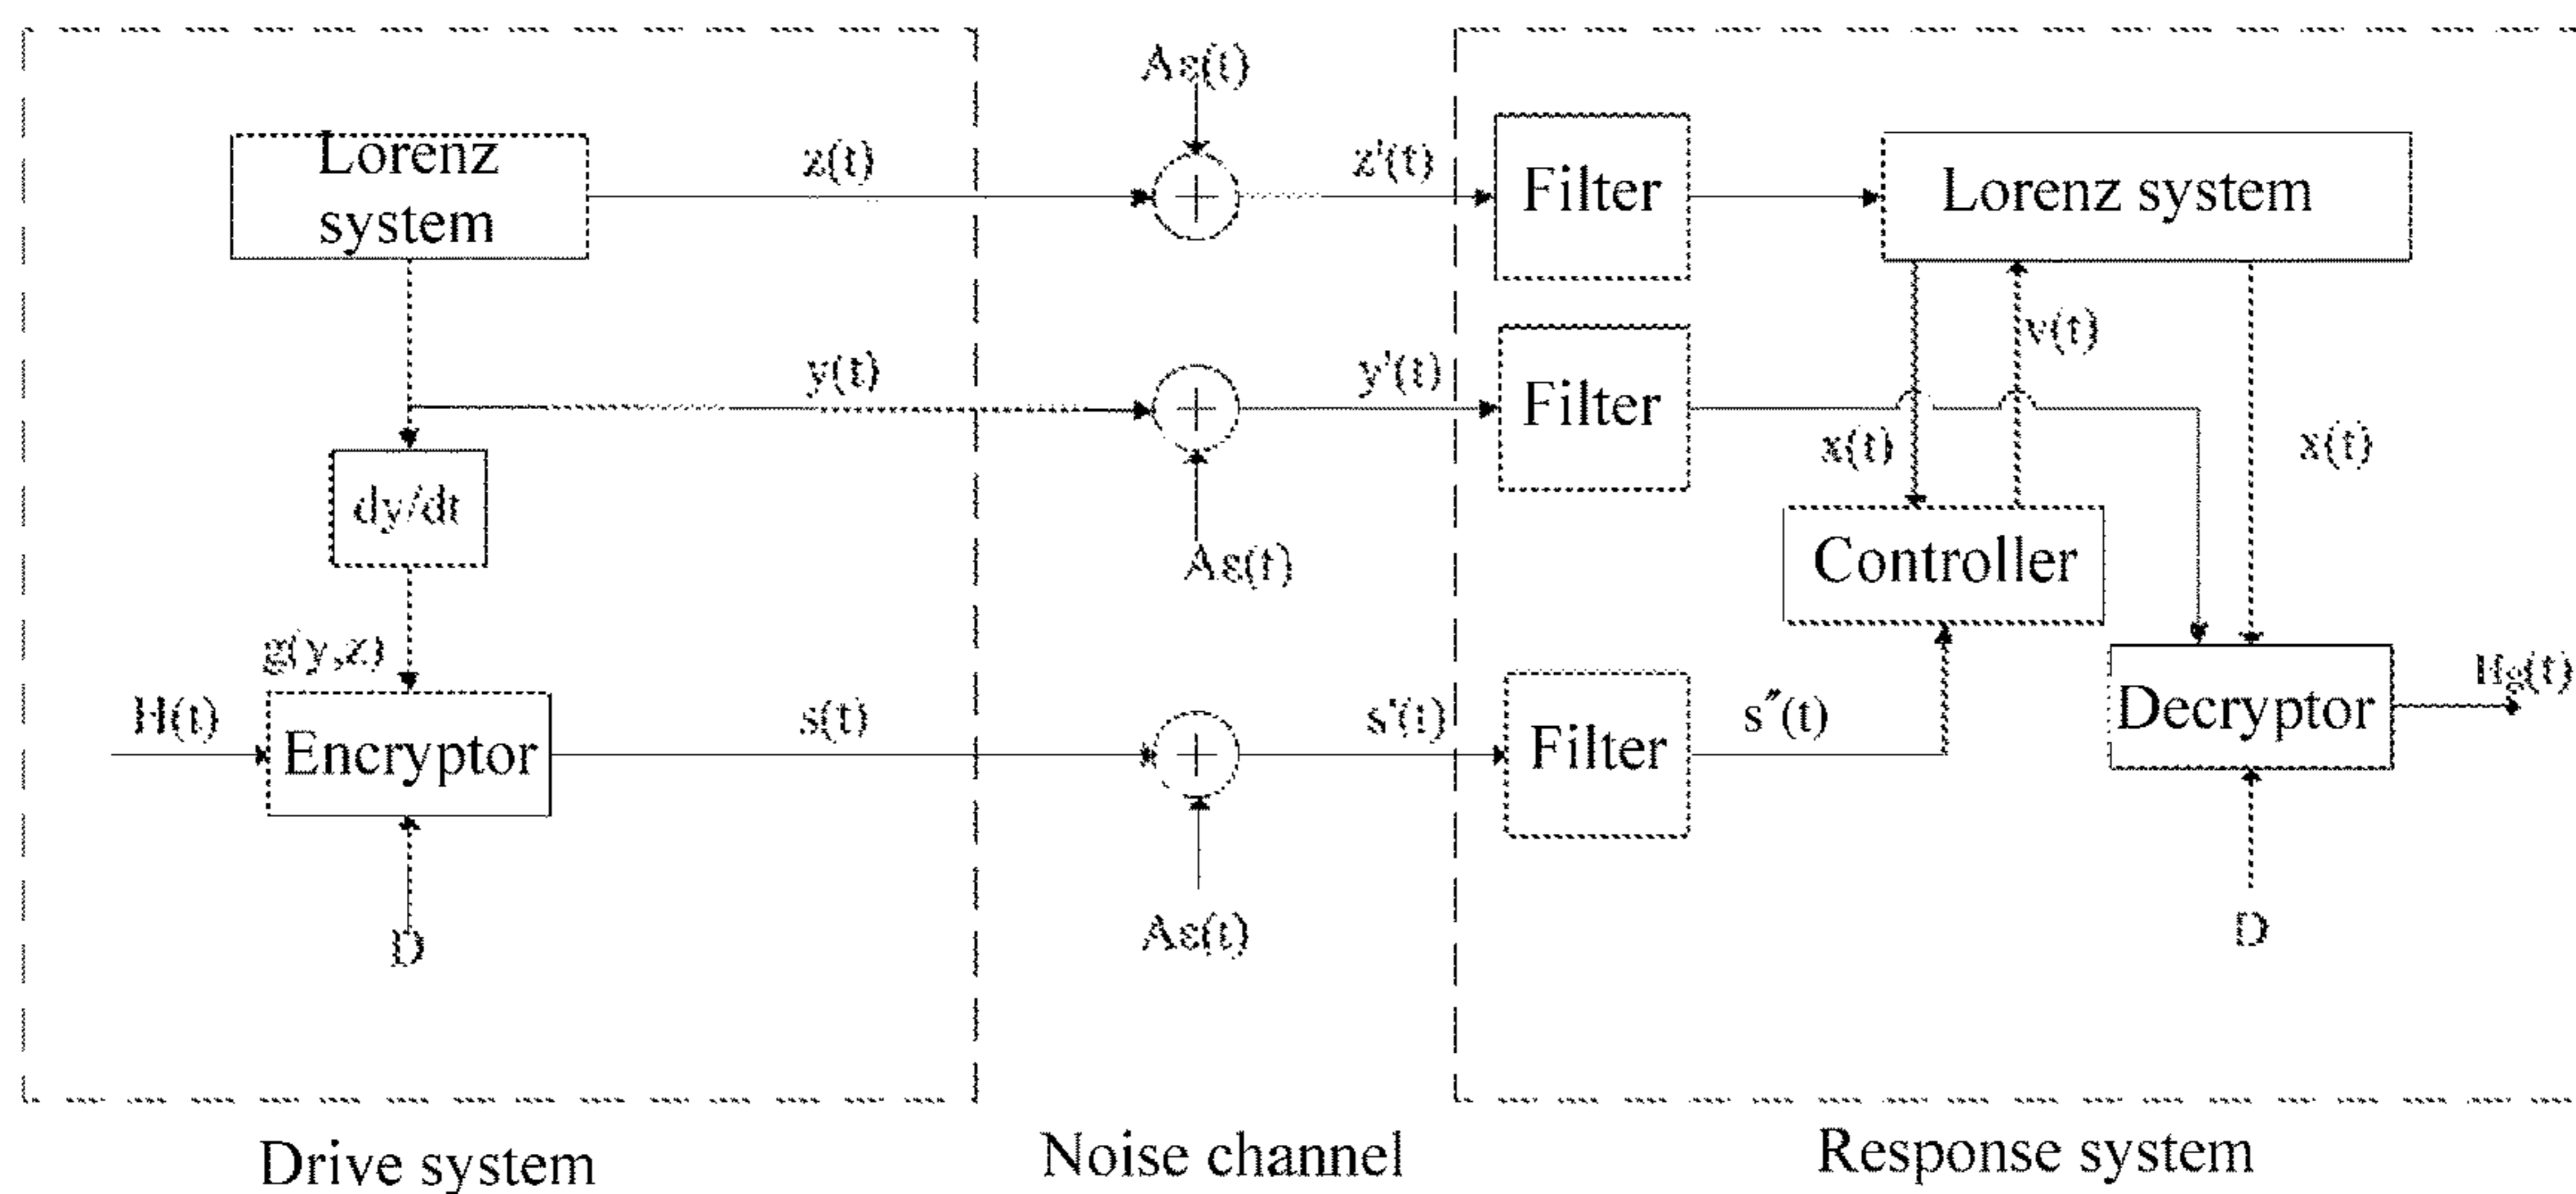 Aε(t)
Lorenz
system
z(t)
z'(t)
Filter
Lorenz system
y(t)
y'(t)
Filter
v(t)
x(t)
x(t)
dy/dt
Aε(t)
Controller
g(y,z)
H(t)
Encryptor
s(t)
s'(t)
Filter
s″(t)
Decryptor
Hg(t)
D
Aε(t)
D
Drive system
Noise channel
Response system